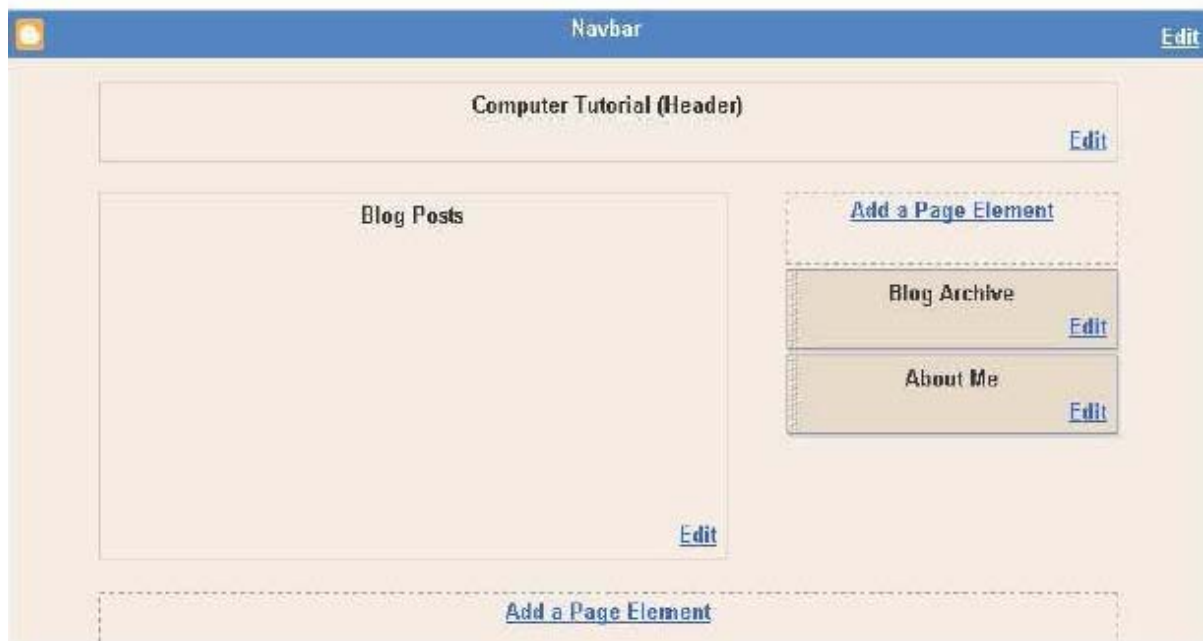 Navbar
Edit
Computer Tutorial (Header)
Edit
Blog Posts
Edit
Add a Page Element
Blog Archive
Edit
About Me
Edit
Add a Page Element